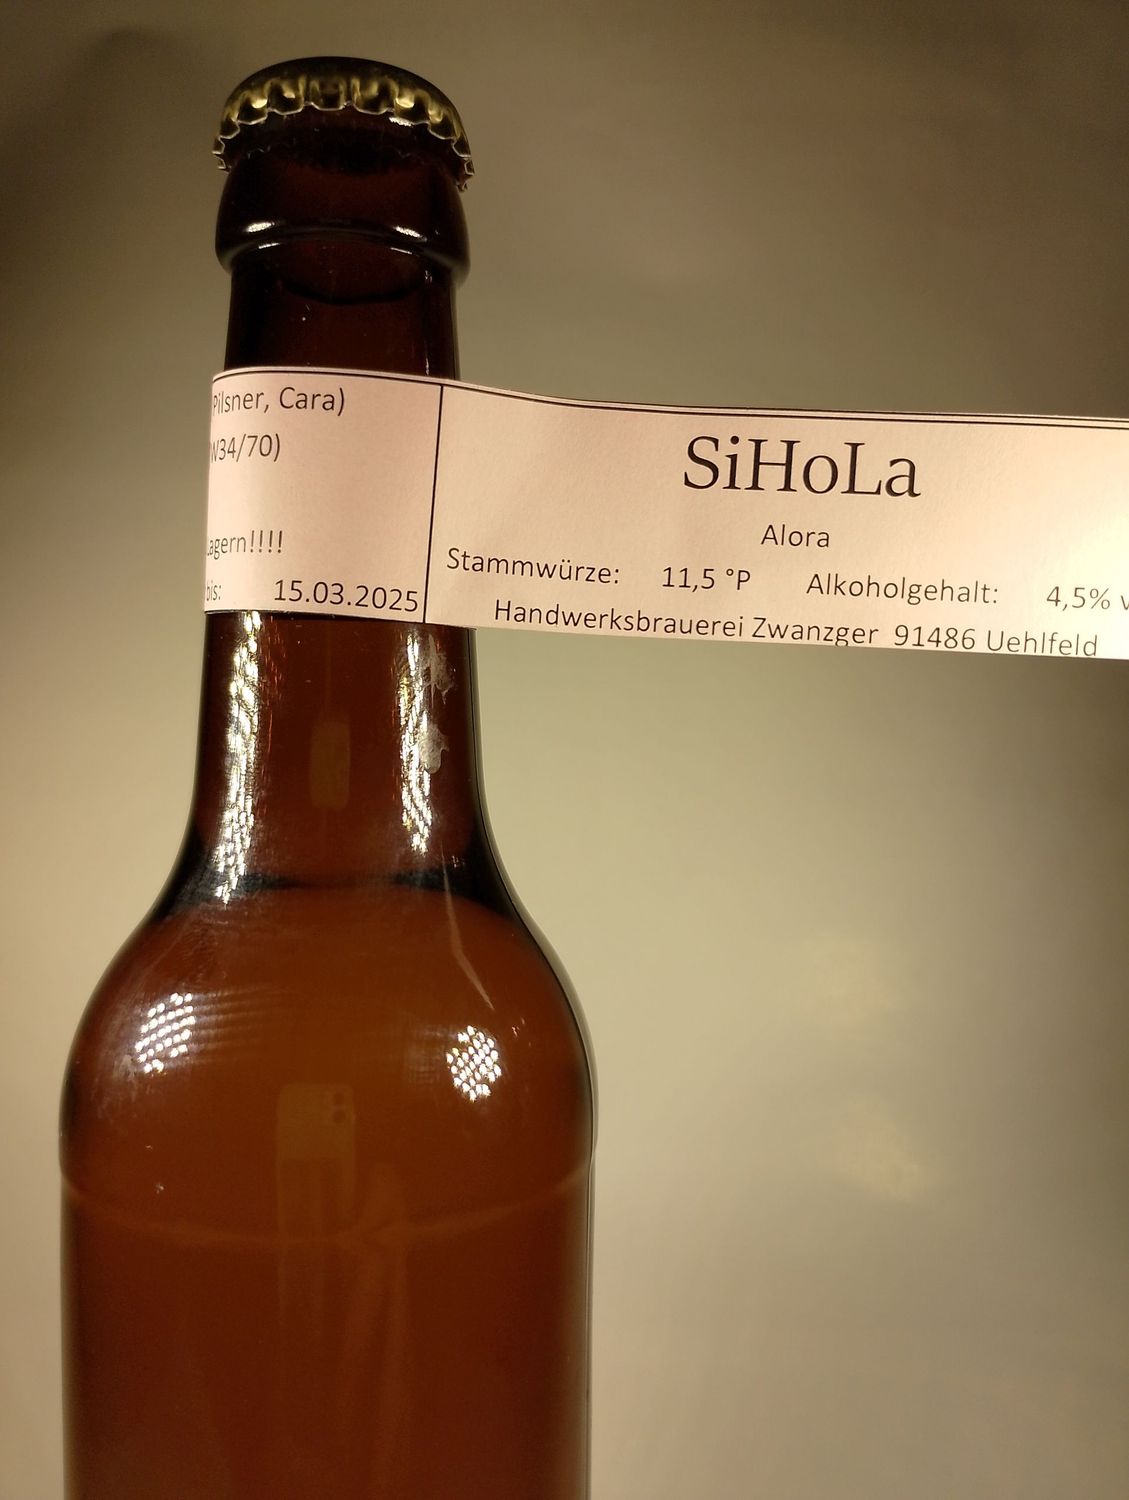 Pilsner, Cara)
W34/70)
agern!!!!
bis: 15.03.2025
SiHoLa
Alora
Stammwürze: 11,5 °P Alkoholgehalt: 4,5% v
Handwerksbrauerei Zwanzger 91486 Uehlfeld